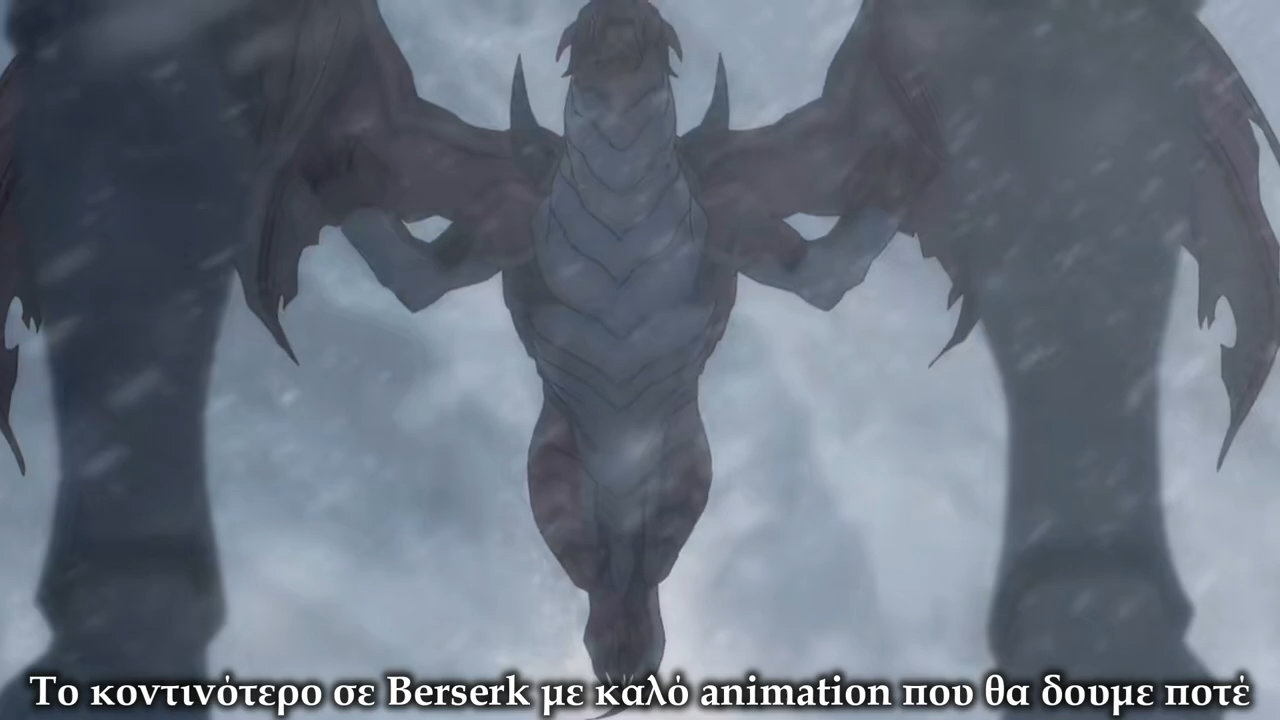 Το κοντινότερο σε Berserk με καλό animation που θα δουμε ποτέ